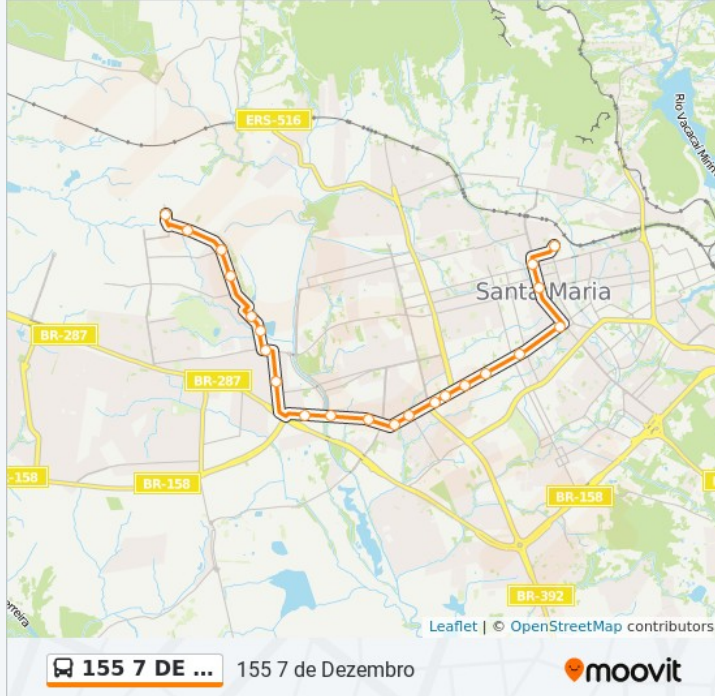 ERS-516
Rio Vacacaí Mirim
Santa Maria
BR-287
BR-287
-158
BR-158
BR-158
BR-392
erreira
Leaflet | © OpenStreetMap contributors
155 7 DE ...
155 7 de Dezembro
moovit